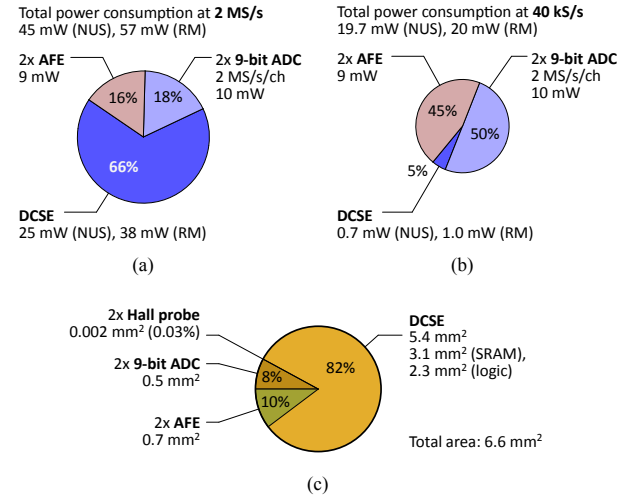 Total power consumption at 2 MS/s
45 mW (NUS), 57 mW (RM)
2x AFE
9 mW
2x 9-bit ADC
2 MS/s/ch
10 mW
16%
18%
66%
DCSE
25 mW (NUS), 38 mW (RM)
(a)
Total power consumption at 40 kS/s
19.7 mW (NUS), 20 mW (RM)
2x AFE
9 mW
2x 9-bit ADC
2 MS/s/ch
10 mW
45%
50%
5%
DCSE
0.7 mW (NUS), 1.0 mW (RM)
(b)
2x Hall probe
0.002 mm² (0.03%)
2x 9-bit ADC
0.5 mm²
2x AFE
0.7 mm²
82%
8%
10%
DCSE
5.4 mm²
3.1 mm² (SRAM),
2.3 mm² (logic)
Total area: 6.6 mm²
(c)